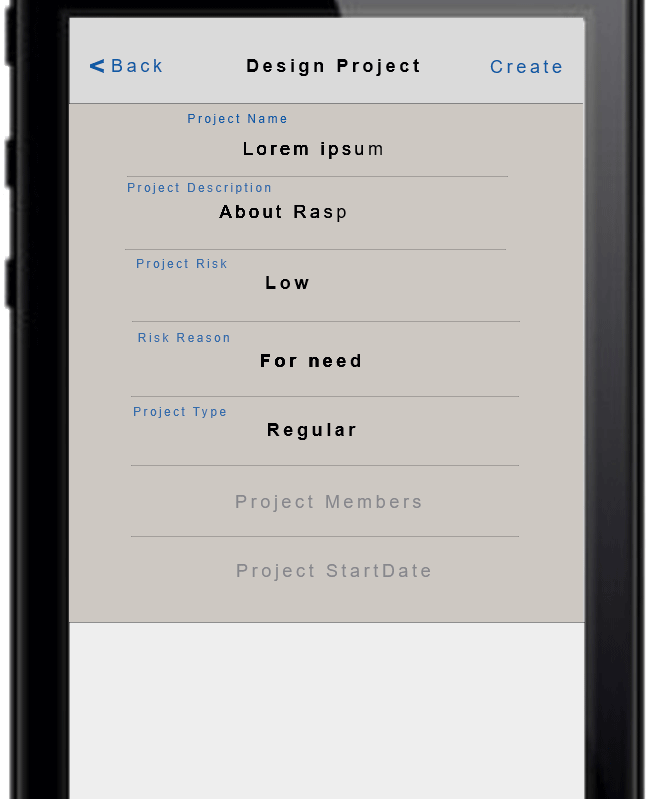 < Back Design Project Create
Project Name
Lorem ipsum
Project Description
About Rasp
Project Risk
Low
Risk Reason
For need
Project Type
Regular
Project Members
Project StartDate